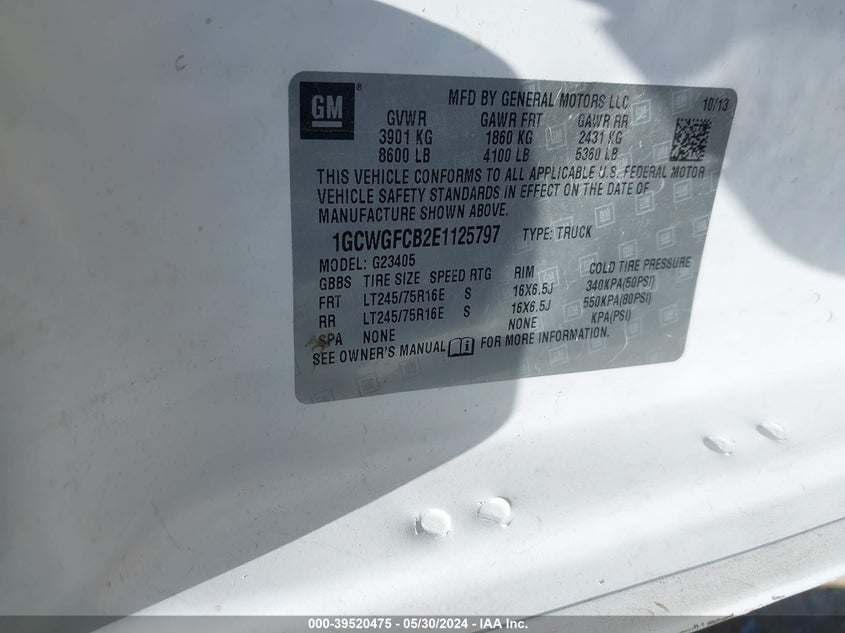 GM ®
MFD BY GENERAL MOTORS LLC 10/13
GVWR GAWR FRT GAWR RR
3901 KG 1860 KG 2431 KG
8600 LB 4100 LB 5360 LB
THIS VEHICLE CONFORMS TO ALL APPLICABLE U.S. FEDERAL MOTOR
VEHICLE SAFETY STANDARDS IN EFFECT ON THE DATE OF
MANUFACTURE SHOWN ABOVE.
1GCWGFCB2E1125797 TYPE: TRUCK
MODEL: G23405
GBBS TIRE SIZE SPEED RTG RIM COLD TIRE PRESSURE
FRT LT245/75R16E S 16X6.5J 340KPA(50PSI)
RR LT245/75R16E S 16X6.5J 550KPA(80PSI)
SPA NONE NONE KPA(PSI)
SEE OWNER'S MANUAL FOR MORE INFORMATION.
000-39520475 - 05/30/2024 - IAA Inc.